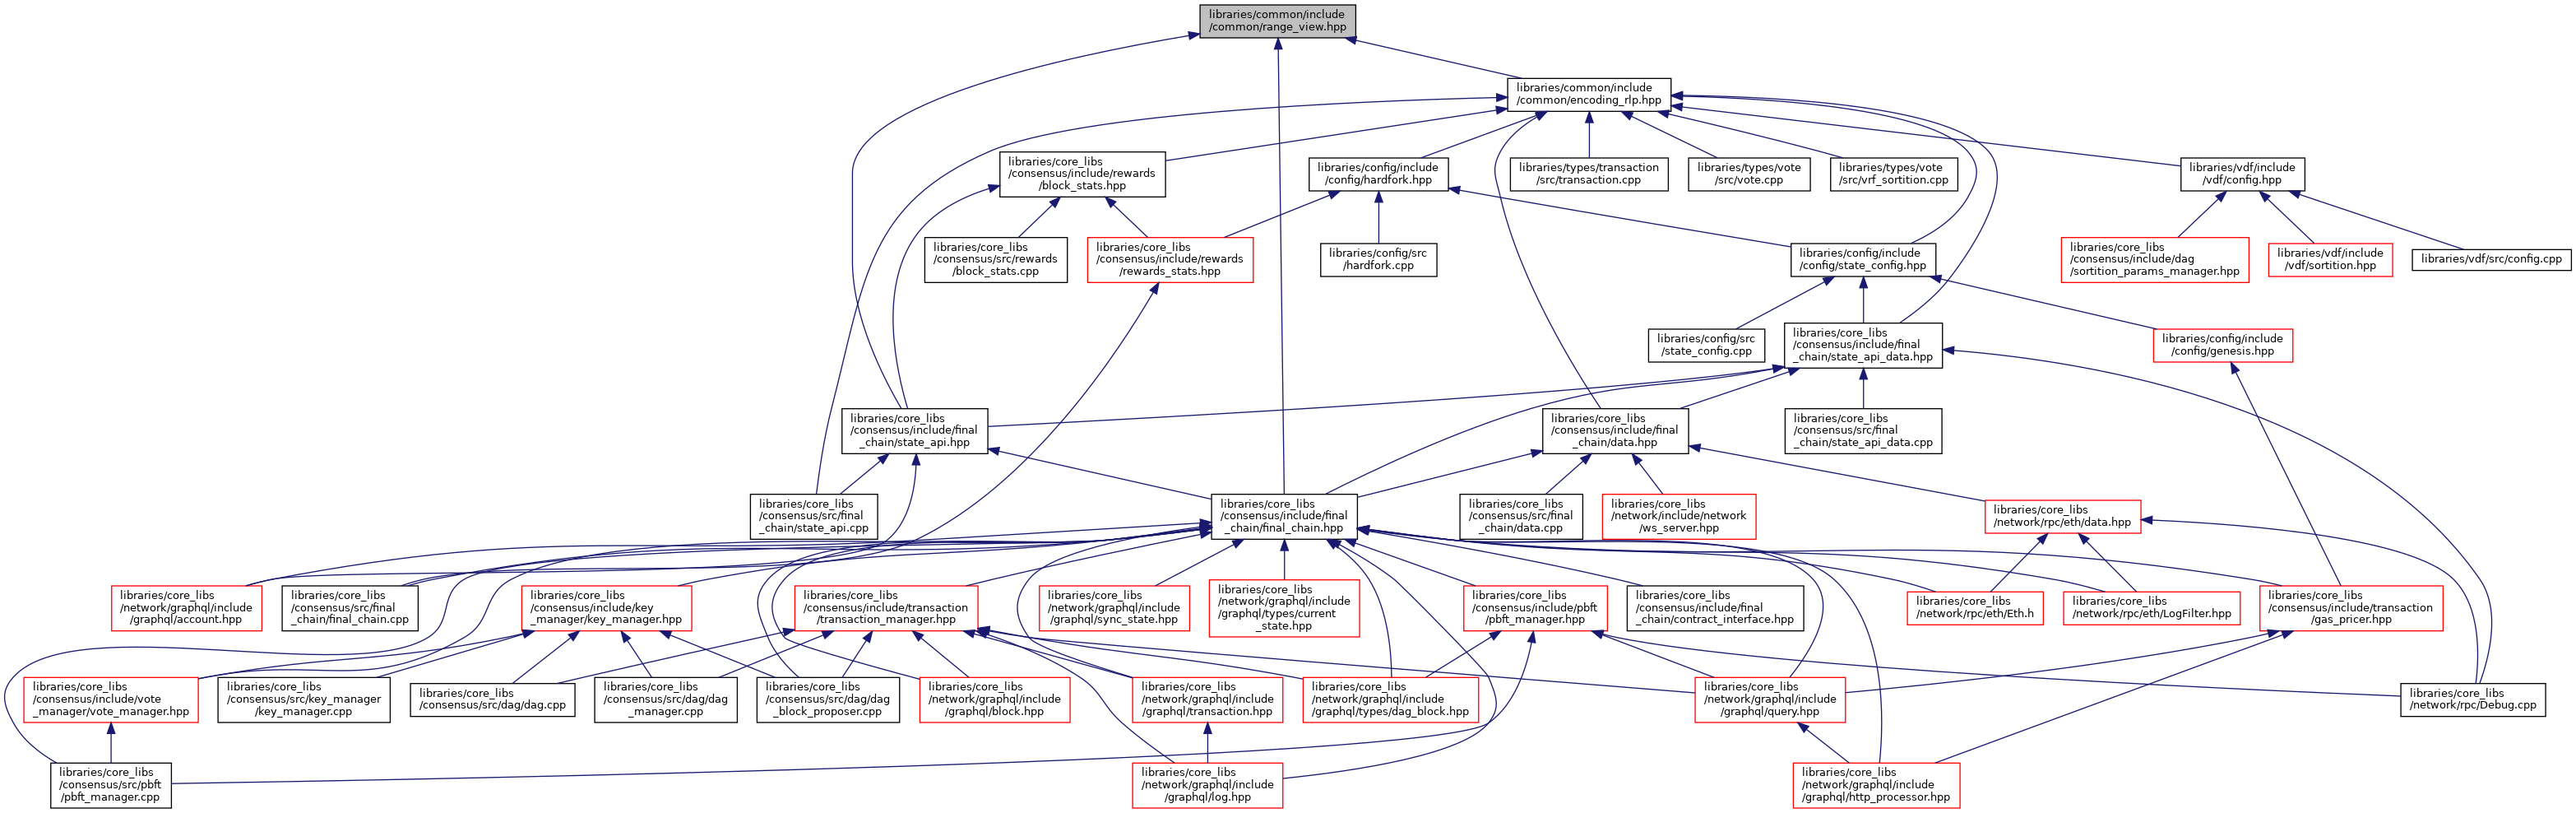 libraries/common/include
/common/range_view.hpp
libraries/common/include
/common/encoding_rlp.hpp
libraries/core_libs
/consensus/include/rewards
/block_stats.hpp
libraries/config/include
/config/hardfork.hpp
libraries/types/transaction
/src/transaction.cpp
libraries/types/vote
/src/vote.cpp
libraries/types/vote
/src/vrf_sortition.cpp
libraries/vdf/include
/vdf/config.hpp
libraries/core_libs
/consensus/src/rewards
/block_stats.cpp
libraries/core_libs
/consensus/include/rewards
/rewards_stats.hpp
libraries/config/src
/hardfork.cpp
libraries/config/include
/config/state_config.hpp
libraries/core_libs
/consensus/include/dag
/sortition_params_manager.hpp
libraries/vdf/include
/vdf/sortition.hpp
libraries/vdf/src/config.cpp
libraries/config/src
/state_config.cpp
libraries/core_libs
/consensus/include/final
_chain/state_api_data.hpp
libraries/config/include
/config/genesis.hpp
libraries/core_libs
/consensus/include/final
_chain/state_api.hpp
libraries/core_libs
/consensus/include/final
_chain/data.hpp
libraries/core_libs
/consensus/src/final
_chain/state_api_data.cpp
libraries/core_libs
/consensus/src/final
_chain/state_api.cpp
libraries/core_libs
/consensus/include/final
_chain/final_chain.hpp
libraries/core_libs
/consensus/src/final
_chain/data.cpp
libraries/core_libs
/network/include/network
/ws_server.hpp
libraries/core_libs
/network/rpc/eth/data.hpp
libraries/core_libs
/network/graphql/include
/graphql/account.hpp
libraries/core_libs
/consensus/src/final
_chain/final_chain.cpp
libraries/core_libs
/consensus/include/key
_manager/key_manager.hpp
libraries/core_libs
/consensus/include/transaction
/transaction_manager.hpp
libraries/core_libs
/network/graphql/include
/graphql/sync_state.hpp
libraries/core_libs
/network/graphql/include
/graphql/types/current
_state.hpp
libraries/core_libs
/consensus/include/pbft
/pbft_manager.hpp
libraries/core_libs
/consensus/include/final
_chain/contract_interface.hpp
libraries/core_libs
/network/rpc/eth/Eth.h
libraries/core_libs
/network/rpc/eth/LogFilter.hpp
libraries/core_libs
/consensus/include/transaction
/gas_pricer.hpp
libraries/core_libs
/consensus/include/vote
_manager/vote_manager.hpp
libraries/core_libs
/consensus/src/key_manager
/key_manager.cpp
libraries/core_libs
/consensus/src/dag/dag.cpp
libraries/core_libs
/consensus/src/dag/dag
_manager.cpp
libraries/core_libs
/consensus/src/dag/dag
_block_proposer.cpp
libraries/core_libs
/network/graphql/include
/graphql/block.hpp
libraries/core_libs
/network/graphql/include
/graphql/transaction.hpp
libraries/core_libs
/network/graphql/include
/graphql/types/dag_block.hpp
libraries/core_libs
/network/graphql/include
/graphql/query.hpp
libraries/core_libs
/network/rpc/Debug.cpp
libraries/core_libs
/consensus/src/pbft
/pbft_manager.cpp
libraries/core_libs
/network/graphql/include
/graphql/log.hpp
libraries/core_libs
/network/graphql/include
/graphql/http_processor.hpp